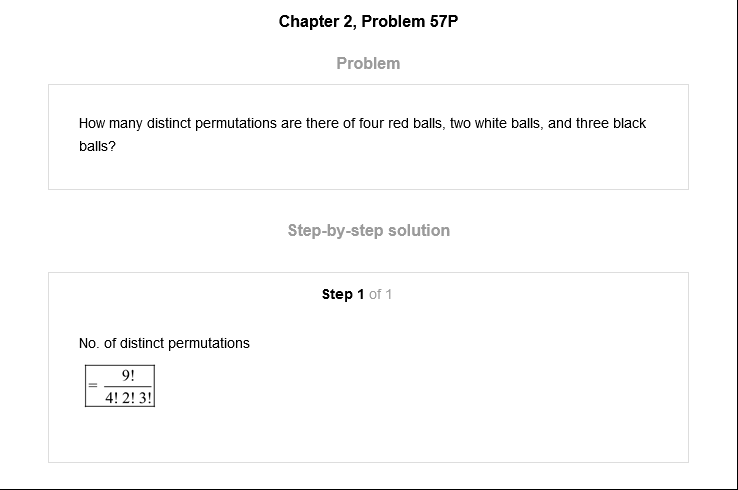 Chapter 2, Problem 57P
Problem
How many distinct permutations are there of four red balls, two white balls, and three black
balls?
Step-by-step solution
Step 1 of 1
No. of distinct permutations
= 9!
4! 2! 3!